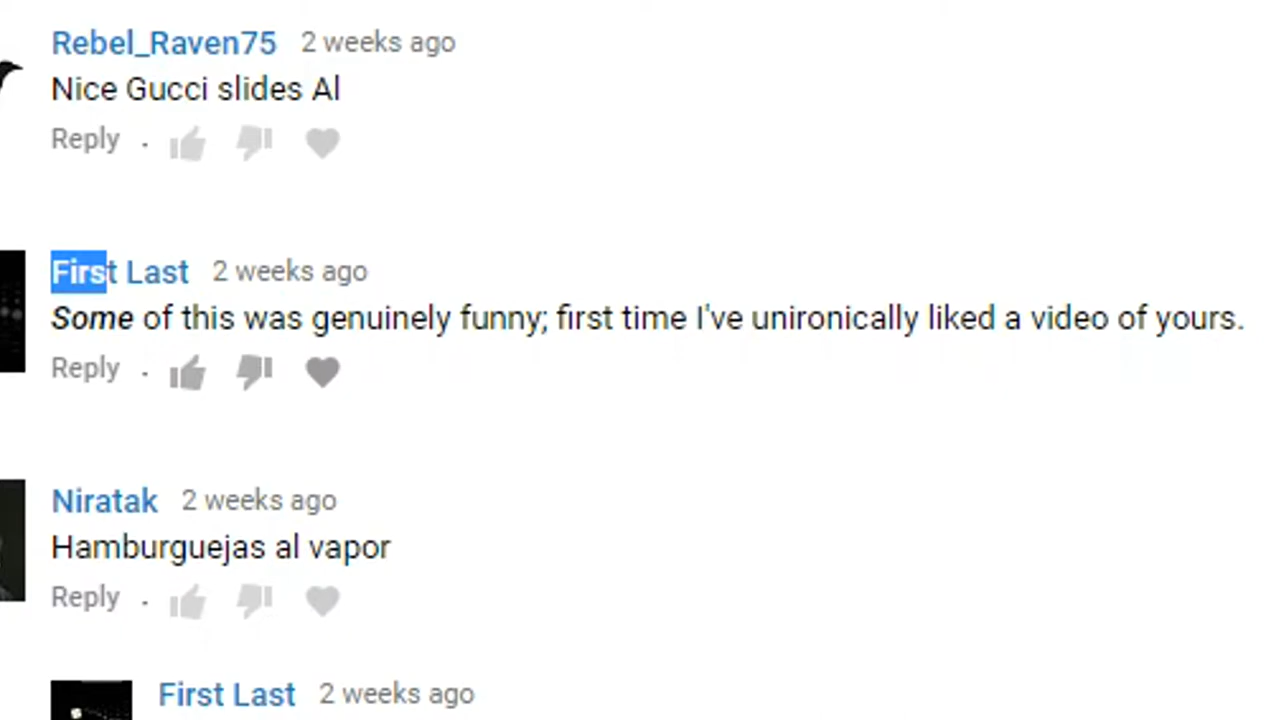 Rebel_Raven75 2 weeks ago
Nice Gucci slides Al
Reply .
First Last 2 weeks ago
Some of this was genuinely funny; first time I've unironically liked a video of yours.
Reply .
Niratak 2 weeks ago
Hamburguejas al vapor
Reply .
First Last 2 weeks ago